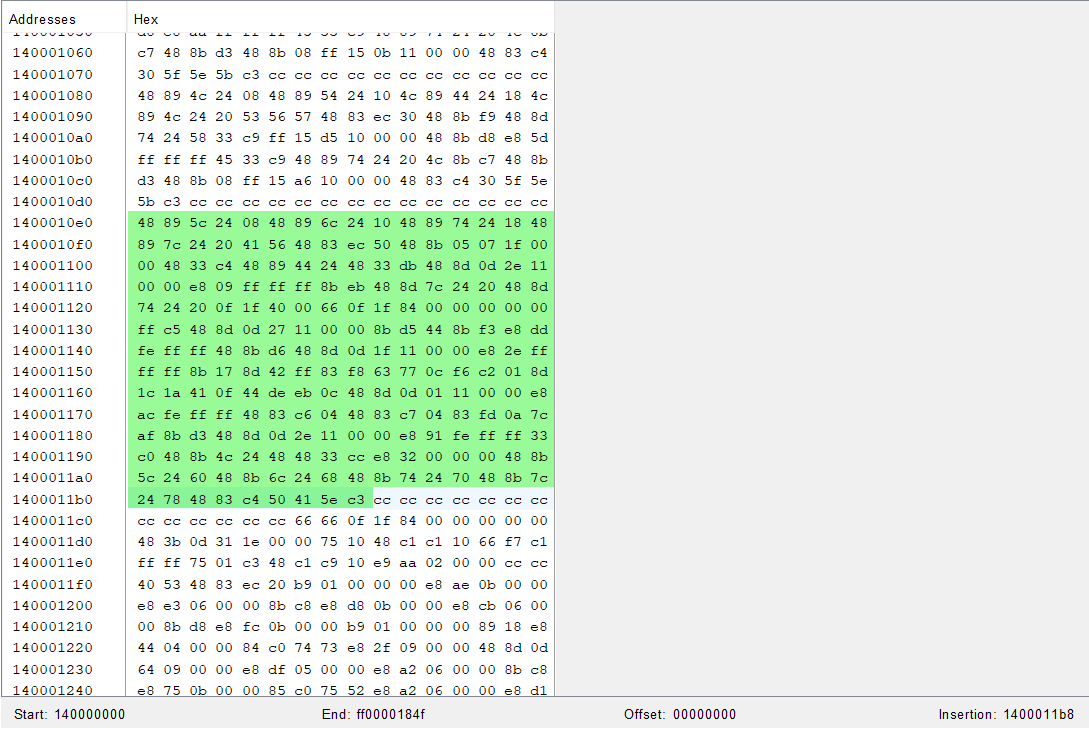 Addresses Hex
140001060 c7 48 8b d3 48 8b 08 ff 15 0b 11 00 00 48 83 c4
140001070 30 5f 5e 5b c3 cc cc cc cc cc cc cc cc cc cc cc
140001080 48 89 4c 24 08 48 89 54 24 10 4c 89 44 24 18 4c
140001090 89 4c 24 20 53 56 57 48 83 ec 30 48 8b f9 48 8d
1400010a0 74 24 58 33 c9 ff 15 d5 10 00 00 48 8b d8 e8 5d
1400010b0 ff ff ff 45 33 c9 48 89 74 24 20 4c 8b c7 48 8b
1400010c0 d3 48 8b 08 ff 15 a6 10 00 00 48 83 c4 30 5f 5e
1400010d0 5b c3 cc cc cc cc cc cc cc cc cc cc cc cc cc cc
1400010e0 48 89 5c 24 08 48 89 6c 24 10 48 89 74 24 18 48
1400010f0 89 7c 24 20 41 56 48 83 ec 50 48 8b 05 07 1f 00
140001100 00 48 33 c4 48 89 44 24 48 33 db 48 8d 0d 2e 11
140001110 00 00 e8 09 ff ff ff 8b eb 48 8d 7c 24 20 48 8d
140001120 74 24 20 0f 1f 40 00 66 0f 1f 84 00 00 00 00 00
140001130 ff c5 48 8d 0d 27 11 00 00 8b d5 44 8b f3 e8 dd
140001140 fe ff ff 48 8b d6 48 8d 0d 1f 11 00 00 e8 2e ff
140001150 ff ff 8b 17 8d 42 ff 83 f8 63 77 0c f6 c2 01 8d
140001160 1c 1a 41 0f 44 de eb 0c 48 8d 0d 01 11 00 00 e8
140001170 ac fe ff ff 48 83 c6 04 48 83 c7 04 83 fd 0a 7c
140001180 af 8b d3 48 8d 0d 2e 11 00 00 e8 91 fe ff ff 33
140001190 c0 48 8b 4c 24 48 48 33 cc e8 32 00 00 00 48 8b
1400011a0 5c 24 60 48 8b 6c 24 68 48 8b 74 24 70 48 8b 7c
1400011b0 24 78 48 83 c4 50 41 5e c3 cc cc cc cc cc cc cc
1400011c0 cc cc cc cc cc cc 66 66 0f 1f 84 00 00 00 00 00
1400011d0 48 3b 0d 31 1e 00 00 75 10 48 c1 c1 10 66 f7 c1
1400011e0 ff ff 75 01 c3 48 c1 c9 10 e9 aa 02 00 00 cc cc
1400011f0 40 53 48 83 ec 20 b9 01 00 00 00 e8 ae 0b 00 00
140001200 e8 e3 06 00 00 8b c8 e8 d8 0b 00 00 e8 cb 06 00
140001210 00 8b d8 e8 fc 0b 00 00 b9 01 00 00 00 89 18 e8
140001220 44 04 00 00 84 c0 74 73 e8 2f 09 00 00 48 8d 0d
140001230 64 09 00 00 e8 df 05 00 00 e8 a2 06 00 00 8b c8
140001240 e8 75 0b 00 00 85 c0 75 52 e8 a2 06 00 00 e8 d1
Start: 140000000 End: ff0000184f Offset: 00000000 Insertion: 1400011b8